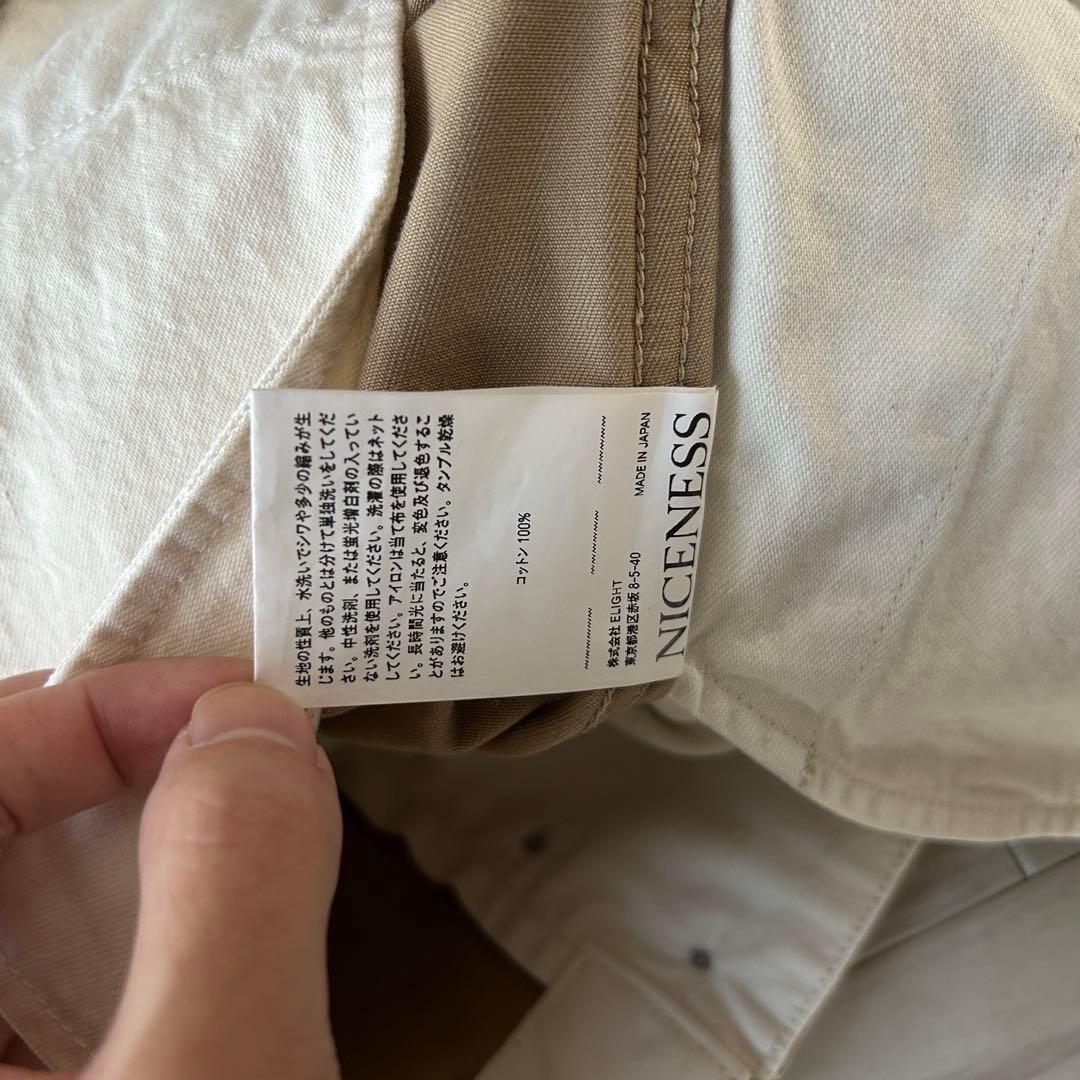 NICENESS
MADE IN JAPAN
株式会社 ELIGHT
東京都港区赤坂 8-5-40
コットン 100%
生地の性質上、水洗いでシワや多少の縮みが生
じます。他のものとは分けて単独洗いをしてくだ
さい。中性洗剤、または蛍光増白剤の入ってい
ない洗剤を使用してください。洗濯の際はネット
してください。アイロンは当て布を使用してくださ
い。長時間光に当たると、変色及び退色するこ
とがありますのでご注意ください。タンブル乾燥
はお避けください。